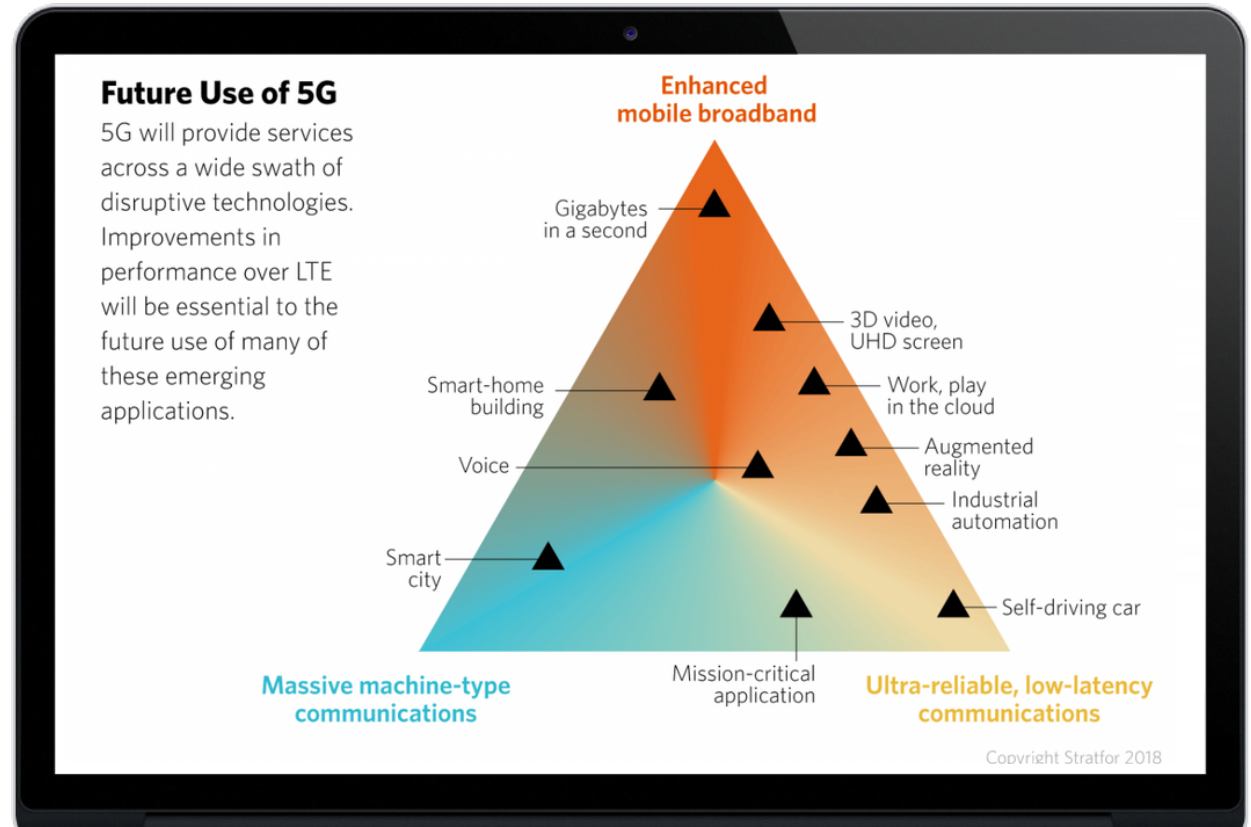 Future Use of 5G
5G will provide services
across a wide swath of
disruptive technologies.
Improvements in
performance over LTE
will be essential to the
future use of many of
these emerging
applications.
Enhanced
mobile broadband
Gigabytes
in a second
3D video,
UHD screen
Smart-home
building
Work, play
in the cloud
Augmented
reality
Voice
Industrial
automation
Smart
city
Self-driving car
Mission-critical
application
Massive machine-type
communications
Ultra-reliable, low-latency
communications
Copyright Stratfor 2018